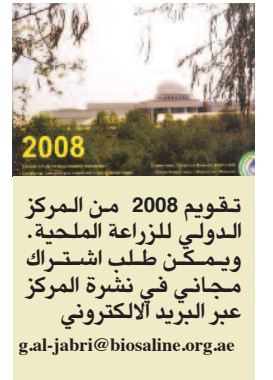 2008
تقويم 2008 من المركز
الدولي للزراعة الملحية.
ويمكن طلب اشتراك
مجاني في نشرة المركز
عبر البريد الالكتروني
g.al-jabri@biosaline.org.ae